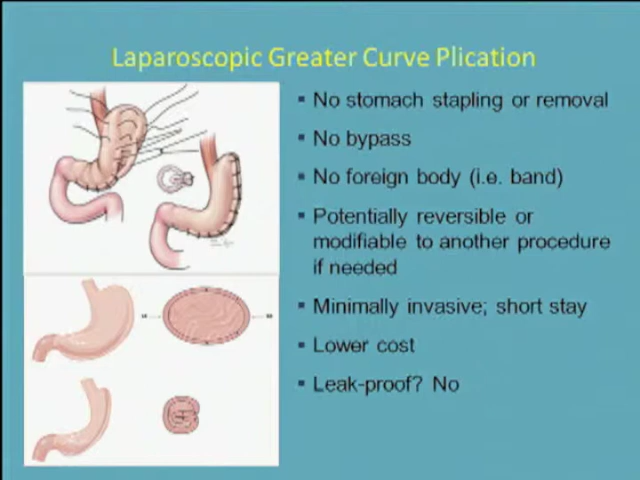 Laparoscopic Greater Curve Plication
▪ No stomach stapling or removal
▪ No bypass
▪ No foreign body (i.e. band)
▪ Potentially reversible or
modifiable to another procedure
if needed
▪ Minimally invasive; short stay
▪ Lower cost
▪ Leak-proof? No